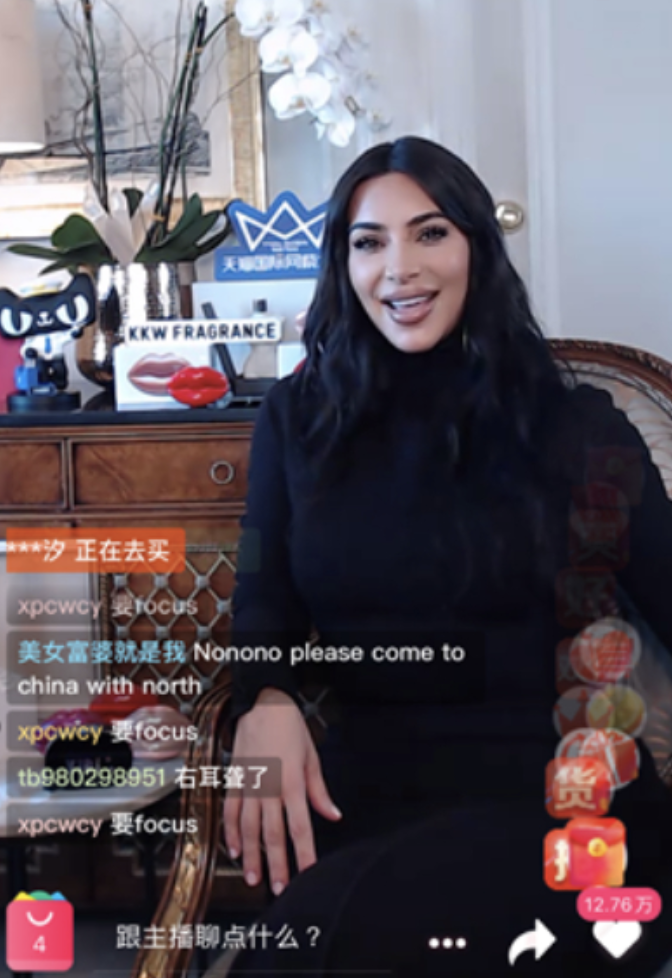 天猫国际
KKW FRAGRANCE
***汐 正在去买
xpcwcy 要focus
美女富婆就是我 Nonono please come to
china with north
xpcwcy 要focus
tb980298951 右耳聋了
xpcwcy 要focus
货
4
跟主播聊点什么？
12.76万